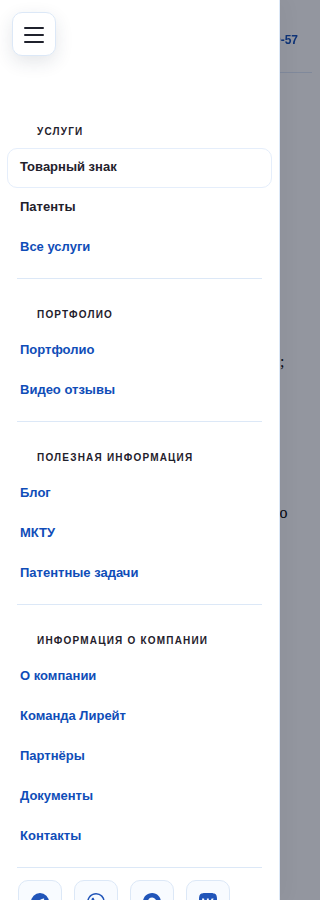 -57
УСЛУГИ
Товарный знак
Патенты
Все услуги
ПОРТФОЛИО
Портфолио
;
Видео отзывы
ПОЛЕЗНАЯ ИНФОРМАЦИЯ
Блог
о
МКТУ
Патентные задачи
ИНФОРМАЦИЯ О КОМПАНИИ
О компании
Команда Лирейт
Партнёры
Документы
Контакты